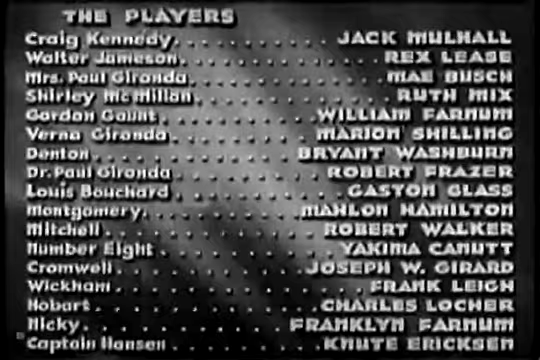 THE PLAYERS
Craig Kennedy. . . . . . . . . . . JACK MULHALL
Walter Jameson. . . . . . . . . . . . . REX LEASE
Mrs. Paul Gironda. . . . . . . . . . . . MAE BUSCH
Shirley McMillan. . . . . . . . . . . . . RUTH MIX
Gordon Gaunt. . . . . . . . . . WILLIAM FARNUM
Verna Gironda. . . . . . . . . MARION SHILLING
Denton. . . . . . . . . . . . BRYANT WASHBURN
Dr. Paul Gironda. . . . . . . . . ROBERT FRAZER
Louis Bouchard. . . . . . . . . . GASTON GLASS
Montgomery. . . . . . . . . MAHLON HAMILTON
Mitchell. . . . . . . . . . . . . ROBERT WALKER
Number Eight. . . . . . . . . . YAKIMA CANUTT
Cromwell. . . . . . . . . . . JOSEPH W. GIRARD
Wickham. . . . . . . . . . . . . . FRANK LEIGH
Hobart. . . . . . . . . . . . . CHARLES LOCHER
Nicky. . . . . . . . . . . . FRANKLYN FARNUM
Captain Hansen. . . . . . . . KNUTE ERICKSEN